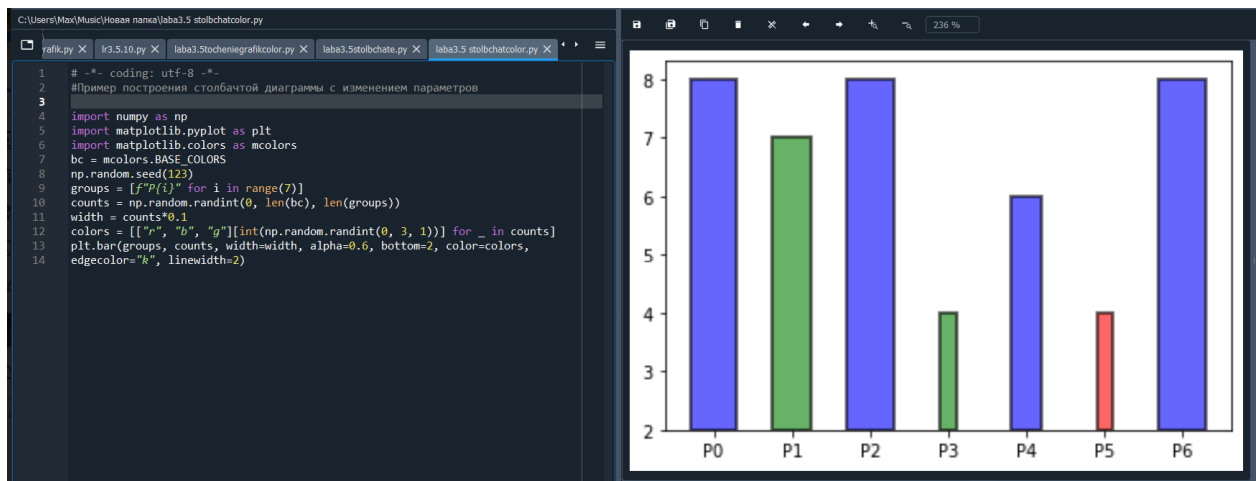 C:\Users\Max\Music\Новая папка\laba3.5 stolbchatcolor.py
236 %
rafik.py
lr3.5.10.py
laba3.5tocheniegrafikcolor.py
laba3.5stolbchate.py
laba3.5 stolbchatcolor.py
1 # -*- coding: utf-8 -*-
2 #Пример построения столбачтой диаграммы с изменением параметров
3
4 import numpy as np
5 import matplotlib.pyplot as plt
6 import matplotlib.colors as mcolors
7 bc = mcolors.BASE_COLORS
8 np.random.seed(123)
9 groups = [f"P{i}" for i in range(7)]
10 counts = np.random.randint(0, len(bc), len(groups))
11 width = counts*0.1
12 colors = [["r", "b", "g"][int(np.random.randint(0, 3, 1))] for _ in counts]
13 plt.bar(groups, counts, width=width, alpha=0.6, bottom=2, color=colors,
14 edgecolor="k", linewidth=2)
8
7
6
5
4
3
2
P0 P1 P2 P3 P4 P5 P6